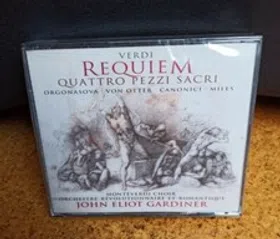 VERDI
REQUIEM
QUATTRO PEZZI SACRI
ORGONASOVA · VON OTTER · CANONICI · MILES
MONTEVERDI CHOIR
ORCHESTRE RÉVOLUTIONNAIRE ET ROMANTIQUE
JOHN ELIOT GARDINER